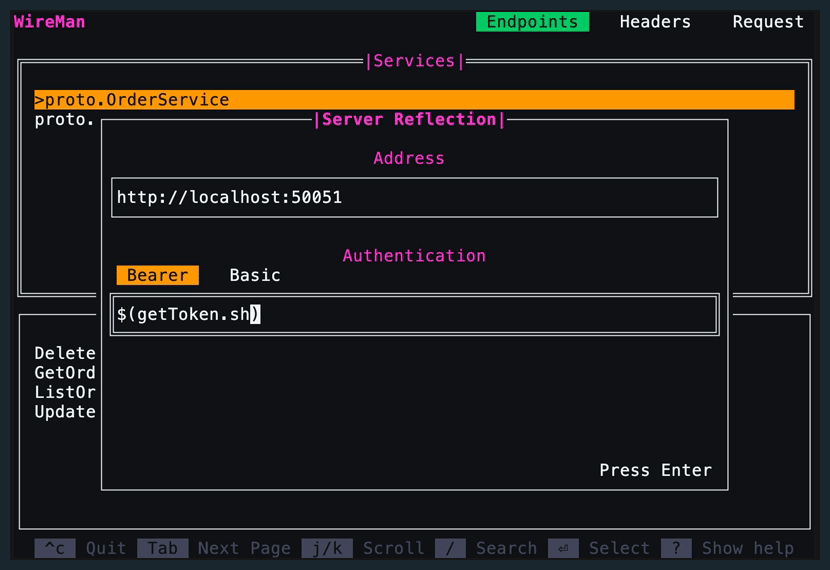 WireMan Endpoints Headers Request
|Services|
>proto.OrderService
proto.
|Server Reflection|
Address
http://localhost:50051
Authentication
Bearer Basic
$(getToken.sh)
Delete
GetOrd
ListOr
Update
Press Enter
^c Quit Tab Next Page j/k Scroll / Search ⏎ Select ? Show help